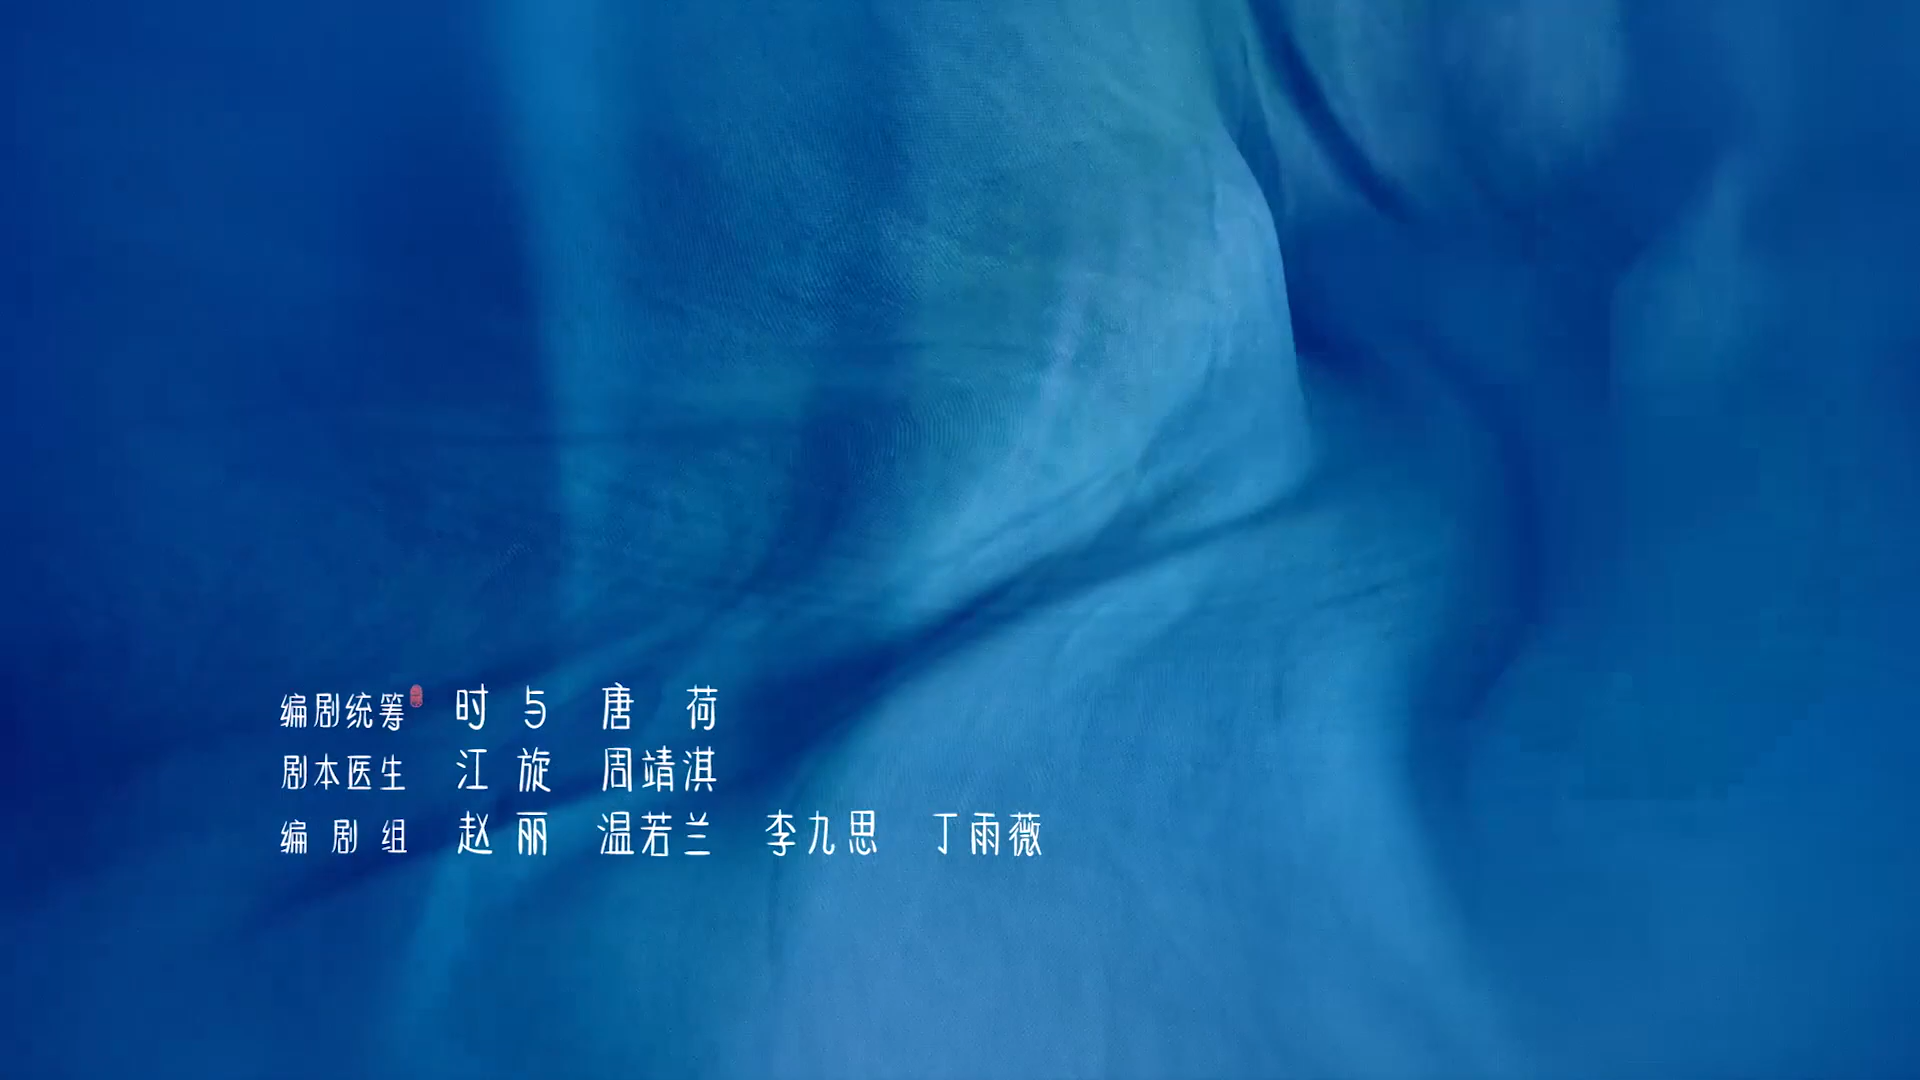 编剧统筹 时与 唐荷
剧本医生 江旋 周靖淇
编剧组 赵丽 温若兰 李九思 丁雨薇